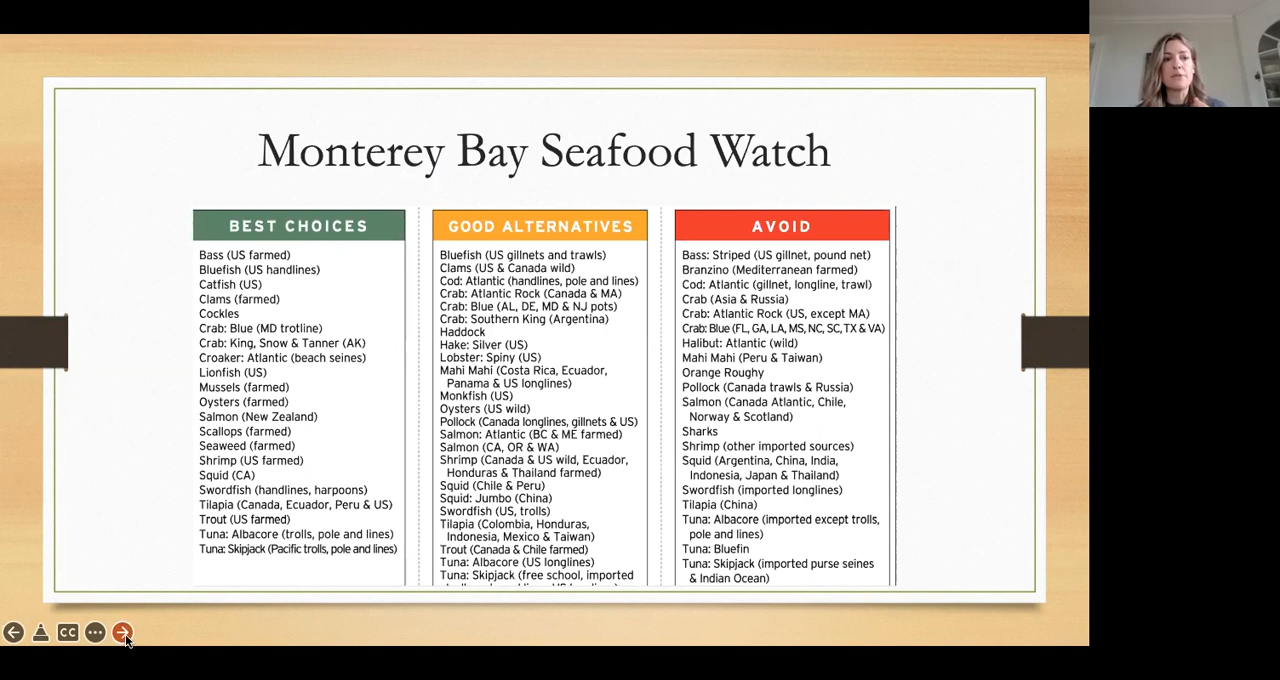 Monterey Bay Seafood Watch
BEST CHOICES
Bass (US farmed)
Bluefish (US handlines)
Catfish (US)
Clams (farmed)
Cockles
Crab: Blue (MD trotline)
Crab: King, Snow & Tanner (AK)
Croaker: Atlantic (beach seines)
Lionfish (US)
Mussels (farmed)
Oysters (farmed)
Salmon (New Zealand)
Scallops (farmed)
Seaweed (farmed)
Shrimp (US farmed)
Squid (CA)
Swordfish (handlines, harpoons)
Tilapia (Canada, Ecuador, Peru & US)
Trout (US farmed)
Tuna: Albacore (trolls, pole and lines)
Tuna: Skipjack (Pacific trolls, pole and lines)
GOOD ALTERNATIVES
Bluefish (US gillnets and trawls)
Clams (US & Canada wild)
Cod: Atlantic (handlines, pole and lines)
Crab: Atlantic Rock (Canada & MA)
Crab: Blue (AL, DE, MD & NJ pots)
Crab: Southern King (Argentina)
Haddock
Hake: Silver (US)
Lobster: Spiny (US)
Mahi Mahi (Costa Rica, Ecuador,
Panama & US longlines)
Monkfish (US)
Oysters (US wild)
Pollock (Canada longlines, gillnets & US)
Salmon: Atlantic (BC & ME farmed)
Salmon (CA, OR & WA)
Shrimp (Canada & US wild, Ecuador,
Honduras & Thailand farmed)
Squid (Chile & Peru)
Squid: Jumbo (China)
Swordfish (US, trolls)
Tilapia (Colombia, Honduras,
Indonesia, Mexico & Taiwan)
Trout (Canada & Chile farmed)
Tuna: Albacore (US longlines)
Tuna: Skipjack (free school, imported
AVOID
Bass: Striped (US gillnet, pound net)
Branzino (Mediterranean farmed)
Cod: Atlantic (gillnet, longline, trawl)
Crab (Asia & Russia)
Crab: Atlantic Rock (US, except MA)
Crab: Blue (FL, GA, LA, MS, NC, SC, TX & VA)
Halibut: Atlantic (wild)
Mahi Mahi (Peru & Taiwan)
Orange Roughy
Pollock (Canada trawls & Russia)
Salmon (Canada Atlantic, Chile,
Norway & Scotland)
Sharks
Shrimp (other imported sources)
Squid (Argentina, China, India,
Indonesia, Japan & Thailand)
Swordfish (imported longlines)
Tilapia (China)
Tuna: Albacore (imported except trolls,
pole and lines)
Tuna: Bluefin
Tuna: Skipjack (imported purse seines
& Indian Ocean)
CC